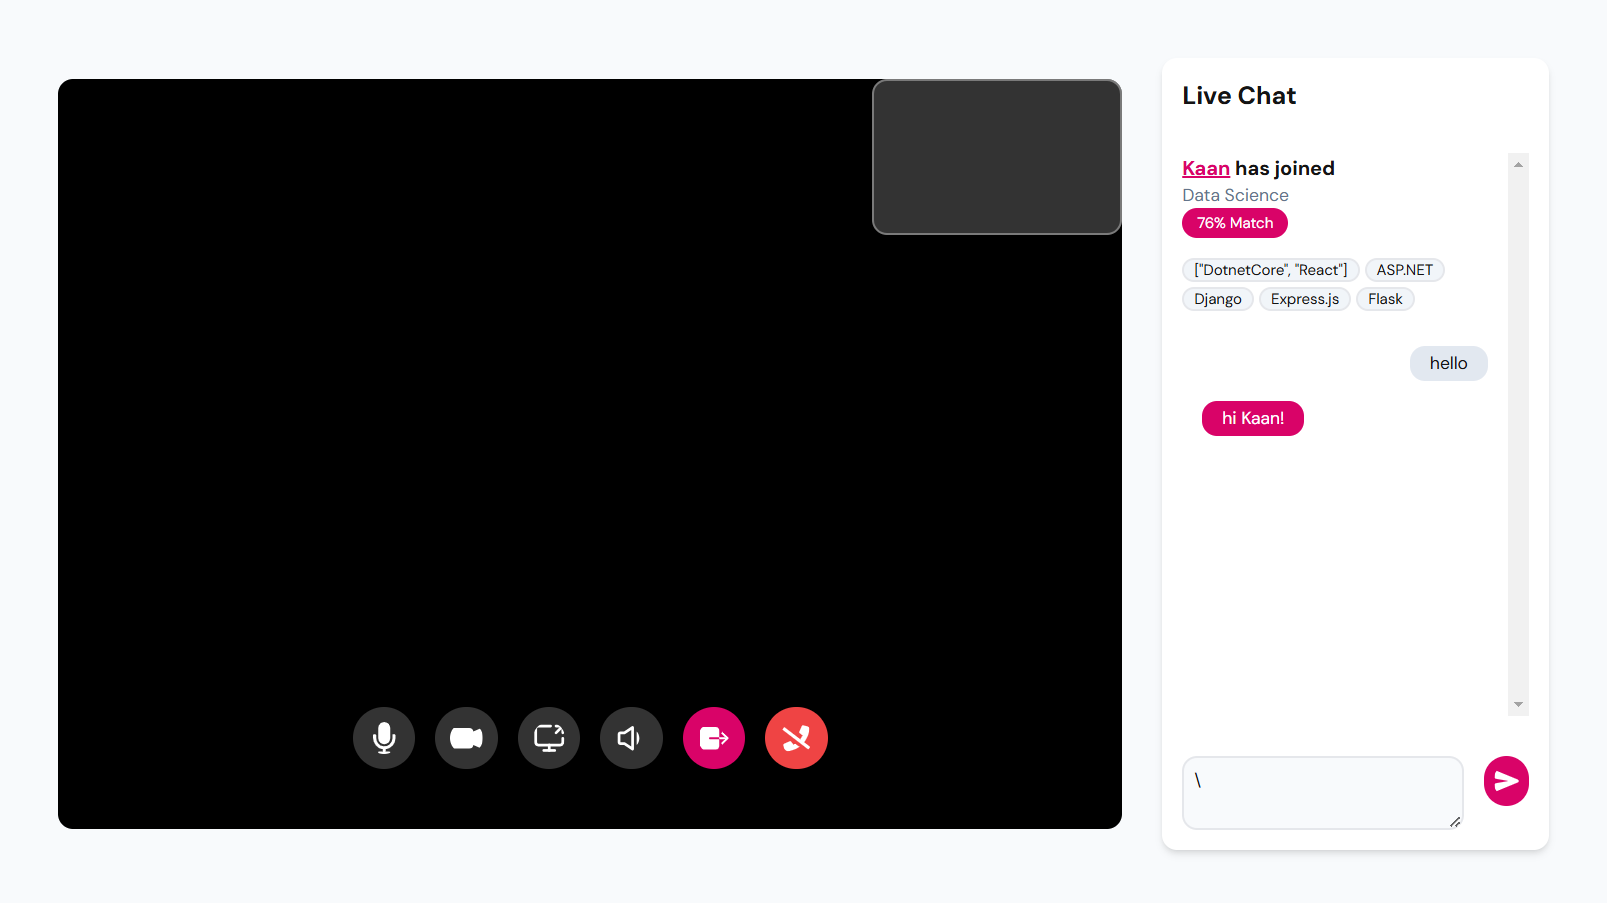 Live Chat
Kaan has joined
Data Science
76% Match
["DotnetCore", "React"] ASP.NET
Django Express.js Flask
hello
hi Kaan!
\